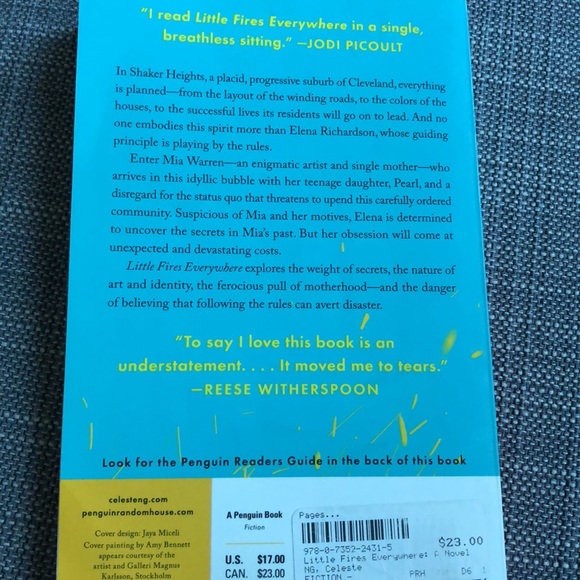 "I read Little Fires Everywhere in a single,
breathless sitting." —JODI PICOULT
In Shaker Heights, a placid, progressive suburb of Cleveland, everything
is planned—from the layout of the winding roads, to the colors of the
houses, to the successful lives its residents will go on to lead. And no
one embodies this spirit more than Elena Richardson, whose guiding
principle is playing by the rules.
Enter Mia Warren—an enigmatic artist and single mother—who
arrives in this idyllic bubble with her teenage daughter, Pearl, and a
disregard for the status quo that threatens to upend this carefully ordered
community. Suspicious of Mia and her motives, Elena is determined
to uncover the secrets in Mia's past. But her obsession will come at
unexpected and devastating costs.
Little Fires Everywhere explores the weight of secrets, the nature of
art and identity, the ferocious pull of motherhood—and the danger
of believing that following the rules can avert disaster.
"To say I love this book is an
understatement. . . . It moved me to tears."
—REESE WITHERSPOON
Look for the Penguin Readers Guide in the back of this book
celesteng.com
penguinrandomhouse.com
Cover design: Jaya Miceli
Cover painting by Amy Bennett
appears courtesy of the
artist and Galleri Magnus
Karlsson, Stockholm
A Penguin Book
Fiction
U.S. $17.00
CAN. $23.00
Pages...
978-0-7352-2431-5 $23.00
Little Fires Everywhere: A Novel
NG, Celeste
FICTION - PRH D6 1